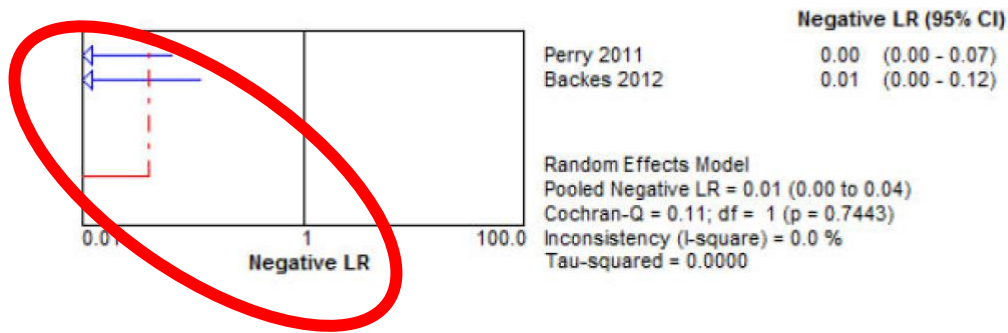 Negative LR (95% CI)
Perry 2011 0.00 (0.00 - 0.07)
Backes 2012 0.01 (0.00 - 0.12)
Random Effects Model
Pooled Negative LR = 0.01 (0.00 to 0.04)
Cochran-Q = 0.11; df = 1 (p = 0.7443)
0.01 1 100.0 Inconsistency (I-square) = 0.0 %
Negative LR Tau-squared = 0.0000